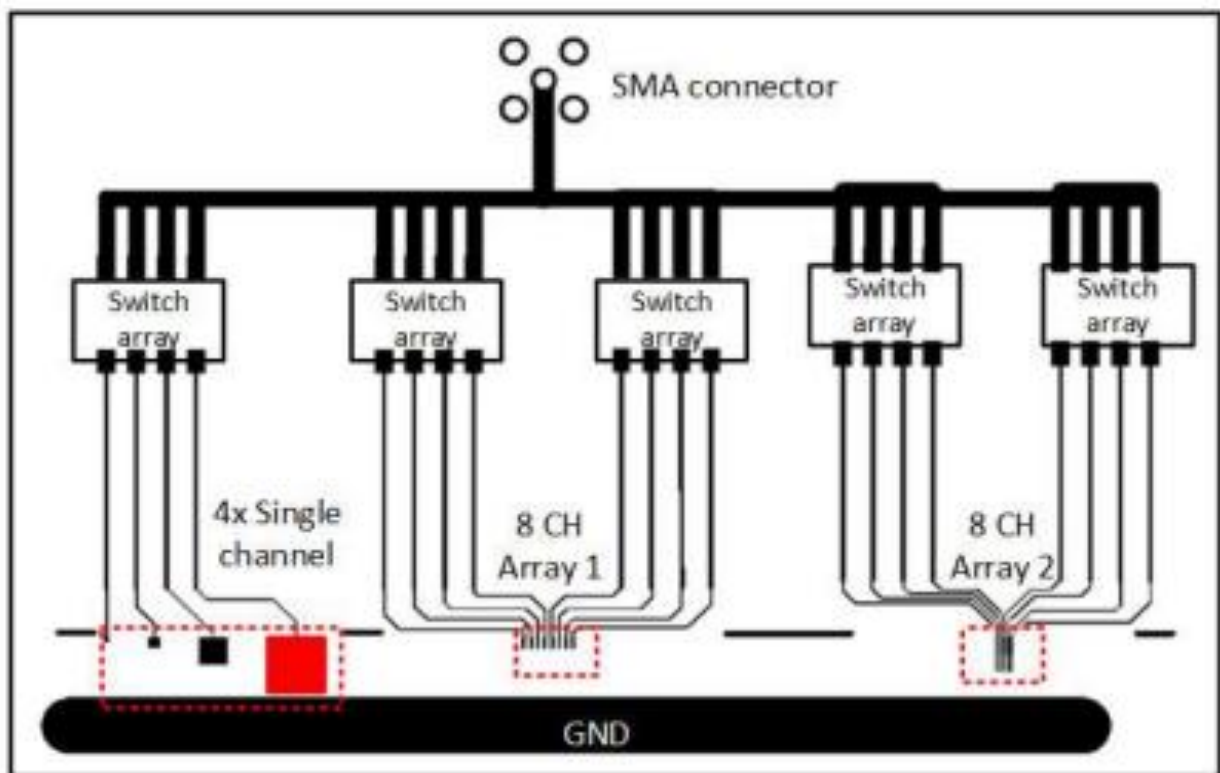 SMA connector
Switch
array
Switch
array
Switch
array
Switch
array
Switch
array
4x Single
channel
8 CH
Array 1
8 CH
Array 2
GND